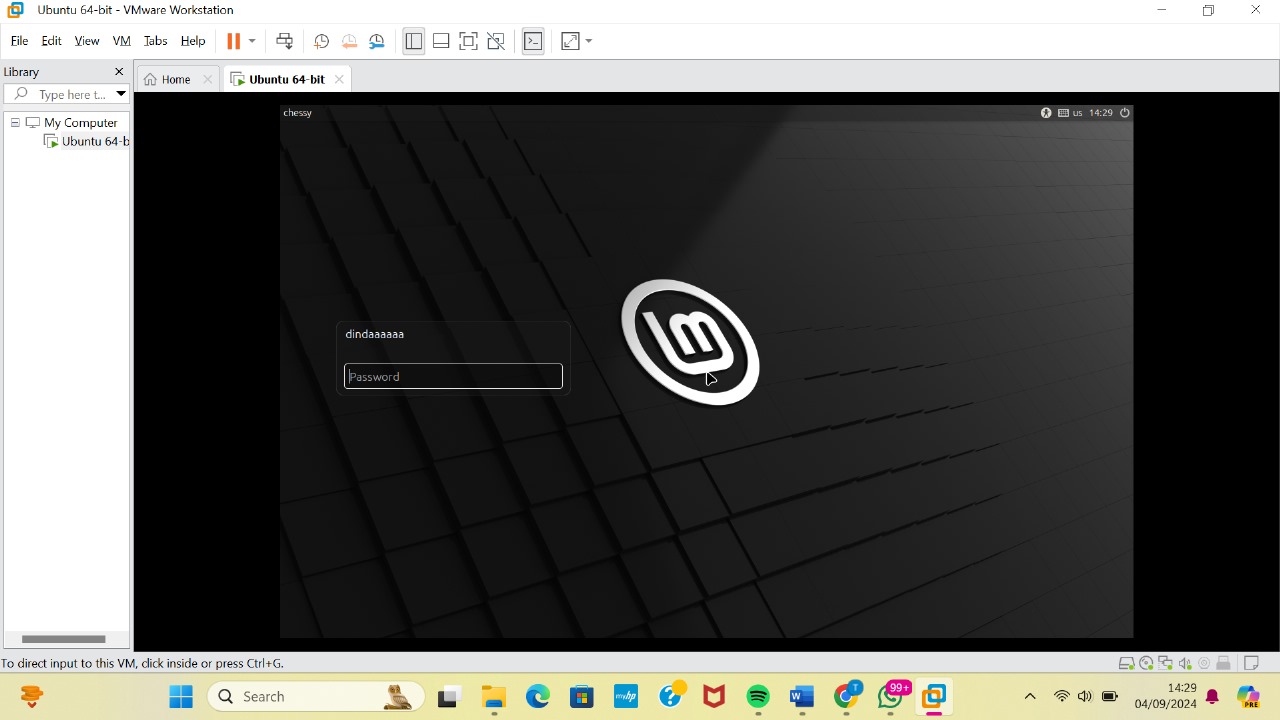 Ubuntu 64-bit - VMware Workstation
File Edit View VM Tabs Help
Library
Home
Ubuntu 64-bit
Type here t...
My Computer
Ubuntu 64-b
chessy
us 14:29
dindaaaaaa
Password
To direct input to this VM, click inside or press Ctrl+G.
Search
myhp
99+
T
W
PRE
14:29
04/09/2024